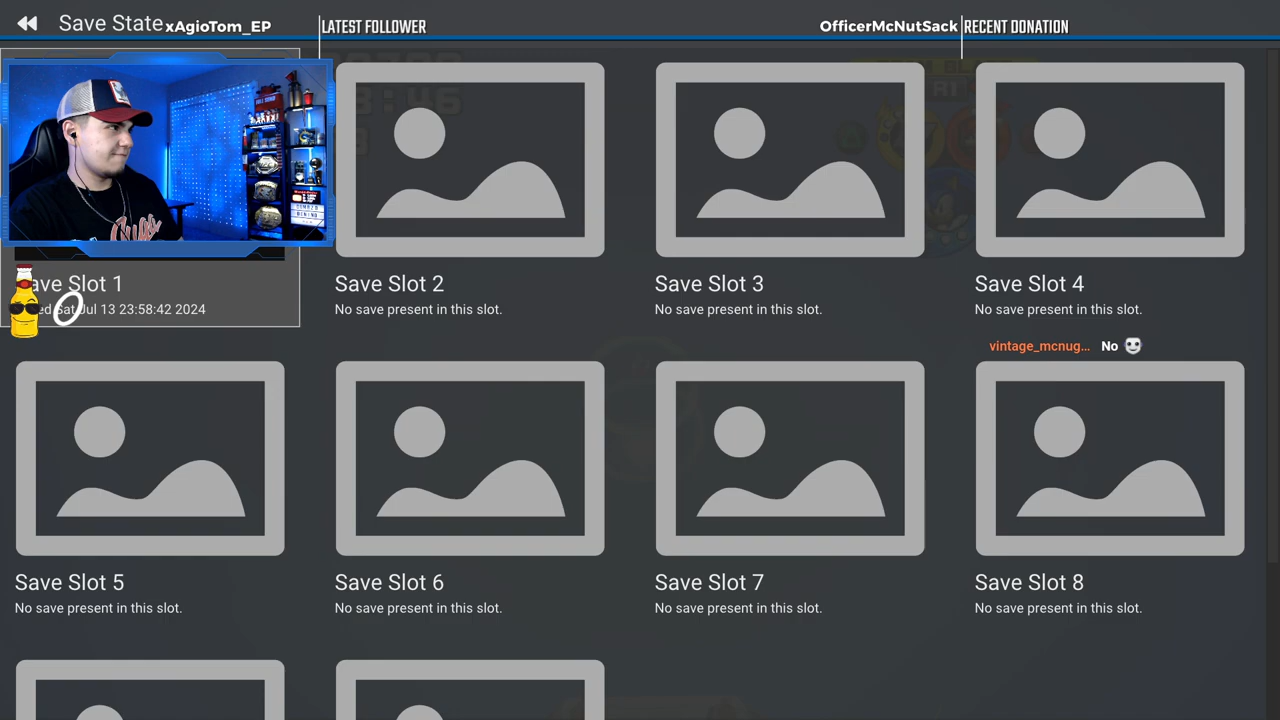 Save State
xAgioTom_EP
LATEST FOLLOWER
OfficerMcNutSack
RECENT DONATION
Save Slot 2
No save present in this slot.
Save Slot 3
No save present in this slot.
Save Slot 4
No save present in this slot.
ave Slot 1
ed Sat Jul 13 23:58:42 2024
0
vintage_mcnug... No
Save Slot 5
No save present in this slot.
Save Slot 6
No save present in this slot.
Save Slot 7
No save present in this slot.
Save Slot 8
No save present in this slot.